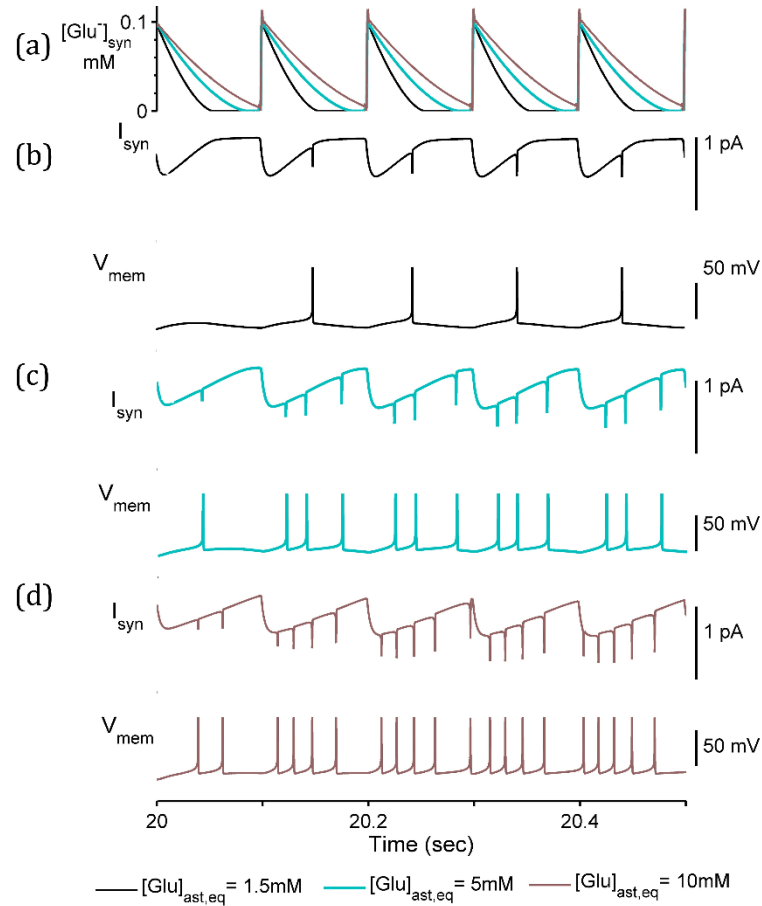 (a)
[Glu⁻]syn
mM
0.1
0
(b)
Isyn
1 pA
Vmem
50 mV
(c)
Isyn
1 pA
Vmem
50 mV
(d)
Isyn
1 pA
Vmem
50 mV
20 20.2 20.4
Time (sec)
[Glu]ast,eq = 1.5mM [Glu]ast,eq = 5mM [Glu]ast,eq = 10mM